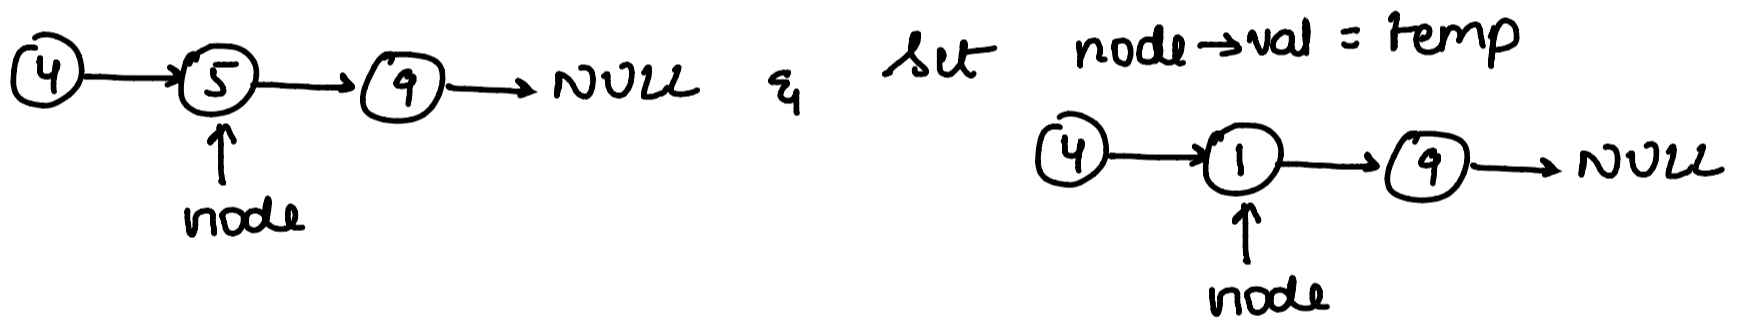 4 → 5 → 9 → NULL & Set node → val = temp
↑
node
4 → 1 → 9 → NULL
↑
node